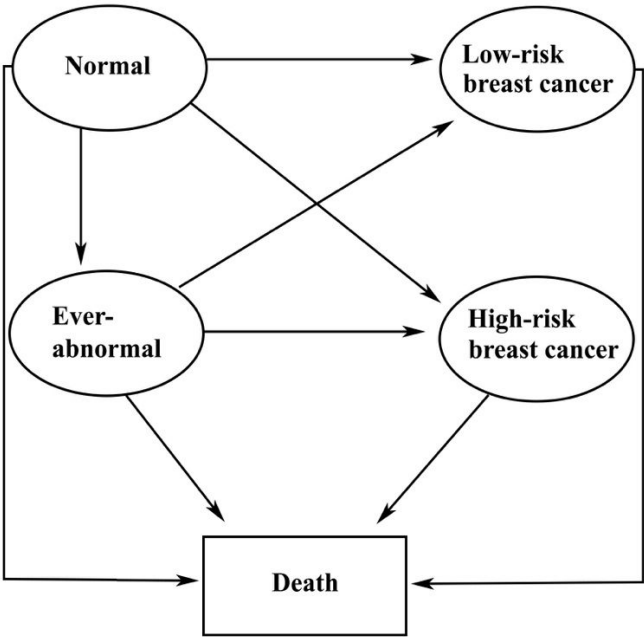 Normal
Low-risk
breast cancer
Ever-
abnormal
High-risk
breast cancer
Death